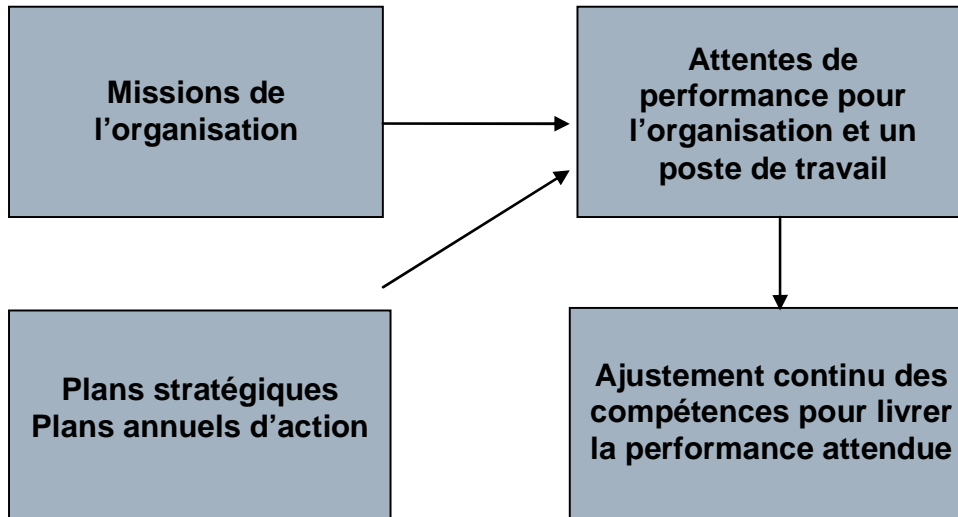 Missions de
l’organisation
Attentes de
performance pour
l’organisation et un
poste de travail
Plans stratégiques
Plans annuels d’action
Ajustement continu des
compétences pour livrer
la performance attendue